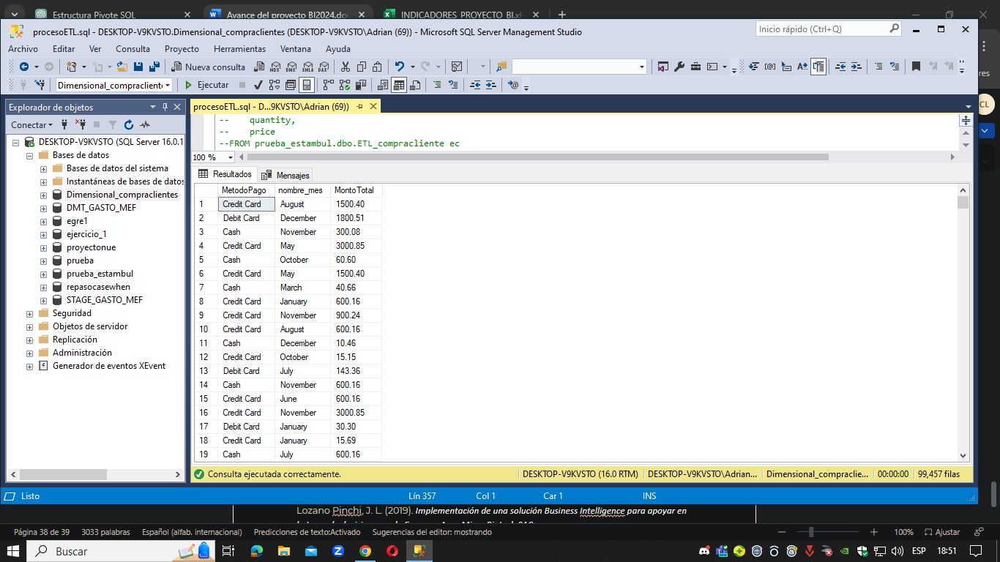 Estructura Pivote SQL
Avance del proyecto BI2024.do
INDICADORES PROYECTO BI.x
procesoETL.sql - DESKTOP-V9KVSTO.Dimensional_compraclientes (DESKTOP-V9KVSTO\Adrian (69)) - Microsoft SQL Server Management Studio
Inicio rápido (Ctrl+Q)
Archivo Editar Ver Consulta Proyecto Herramientas Ventana Ayuda
Nueva consulta MDX DMX XMLA DAX
Dimensional_compracliente Ejecutar
res
CL
Explorador de objetos
Conectar
DESKTOP-V9KVSTO (SQL Server 16.0.1
Bases de datos
Bases de datos del sistema
Instantáneas de bases de datos
Dimensional_compraclientes
DMT_GASTO_MEF
egre1
ejercicio_1
proyectonue
prueba
prueba_estambul
repasocasewhen
STAGE_GASTO_MEF
Seguridad
Objetos de servidor
Replicación
Administración
Generador de eventos XEvent
procesoETL.sql - D...9KVSTO\Adrian (69))
-- quantity,
-- price
--FROM prueba_estambul.dbo.ETL_compracliente ec
100 %
Resultados Mensajes
MetodoPago nombre_mes MontoTotal
1 Credit Card August 1500.40
2 Debit Card December 1800.51
3 Cash November 300.08
4 Credit Card May 3000.85
5 Cash October 60.60
6 Credit Card May 1500.40
7 Cash March 40.66
8 Credit Card January 600.16
9 Credit Card November 900.24
10 Credit Card August 600.16
11 Cash December 10.46
12 Credit Card October 15.15
13 Debit Card July 143.36
14 Cash November 600.16
15 Credit Card June 600.16
16 Credit Card November 3000.85
17 Debit Card January 30.30
18 Credit Card January 15.69
19 Cash July 600.16
Consulta ejecutada correctamente. DESKTOP-V9KVSTO (16.0 RTM) DESKTOP-V9KVSTO\Adrian... Dimensional_compraclie... 00:00:00 99,457 filas
Listo Lín 357 Col 1 Car 1 INS
Lozano Pinchi, J. L. (2019). Implementación de una solución Business Intelligence para apoyar en
Página 38 de 39 3033 palabras Español (alfab. internacional) Predicciones de texto:Activado Sugerencias del editor: mostrando 100% Ajustar
Buscar ESP 18:51